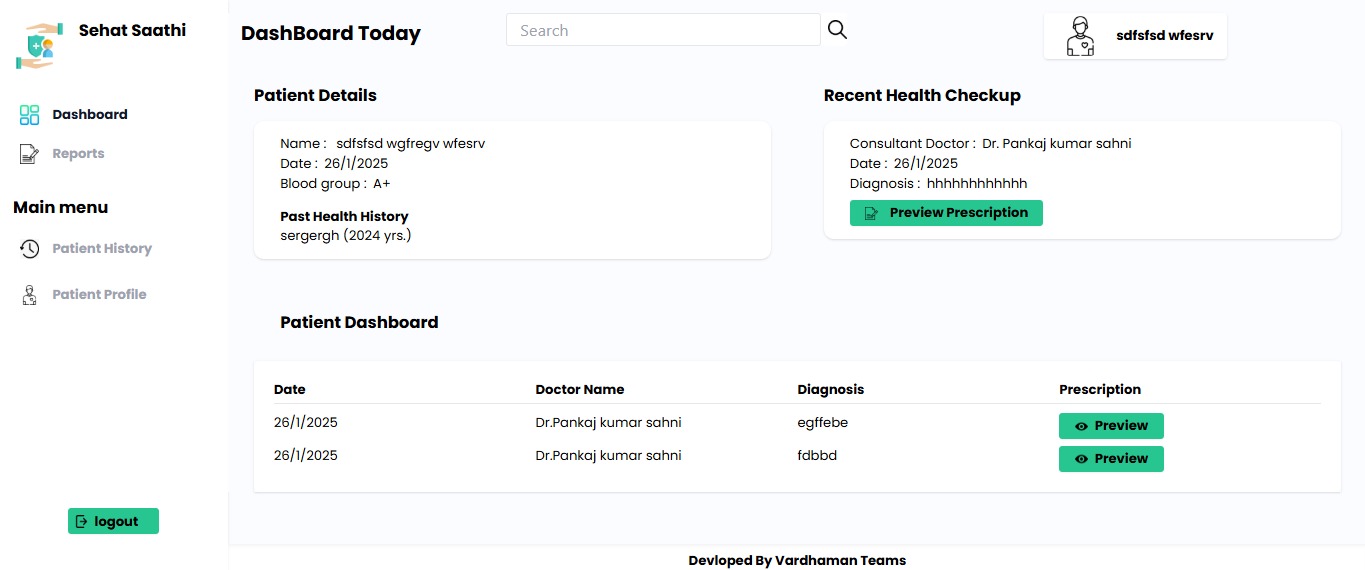 Sehat Saathi
DashBoard Today
Search
sdfsfsd wfesrv
Dashboard
Reports
Main menu
Patient History
Patient Profile
logout
Patient Details
Name : sdfsfsd wgfregv wfesrv
Date : 26/1/2025
Blood group : A+
Past Health History
sergergh (2024 yrs.)
Recent Health Checkup
Consultant Doctor : Dr. Pankaj kumar sahni
Date : 26/1/2025
Diagnosis : hhhhhhhhhhhh
Preview Prescription
Patient Dashboard
Date Doctor Name Diagnosis Prescription
26/1/2025 Dr.Pankaj kumar sahni egffebe Preview
26/1/2025 Dr.Pankaj kumar sahni fdbbd Preview
Devloped By Vardhaman Teams